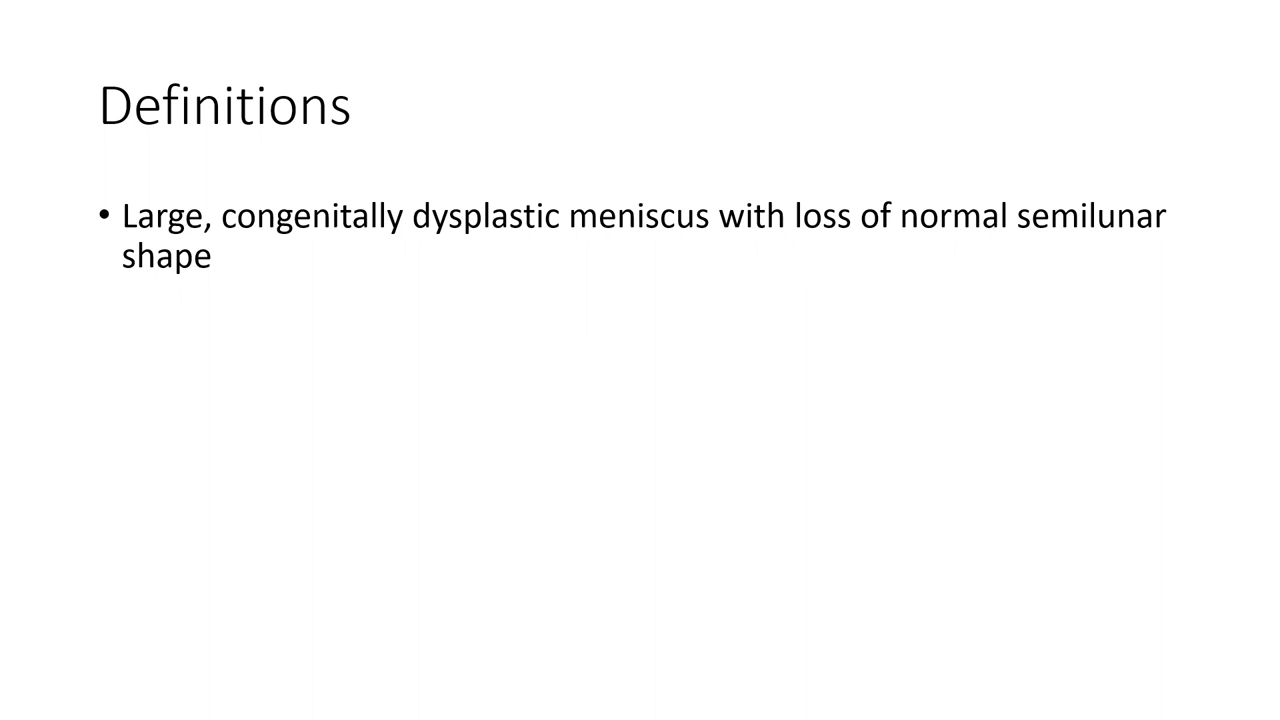 Definitions
• Large, congenitally dysplastic meniscus with loss of normal semilunar
shape